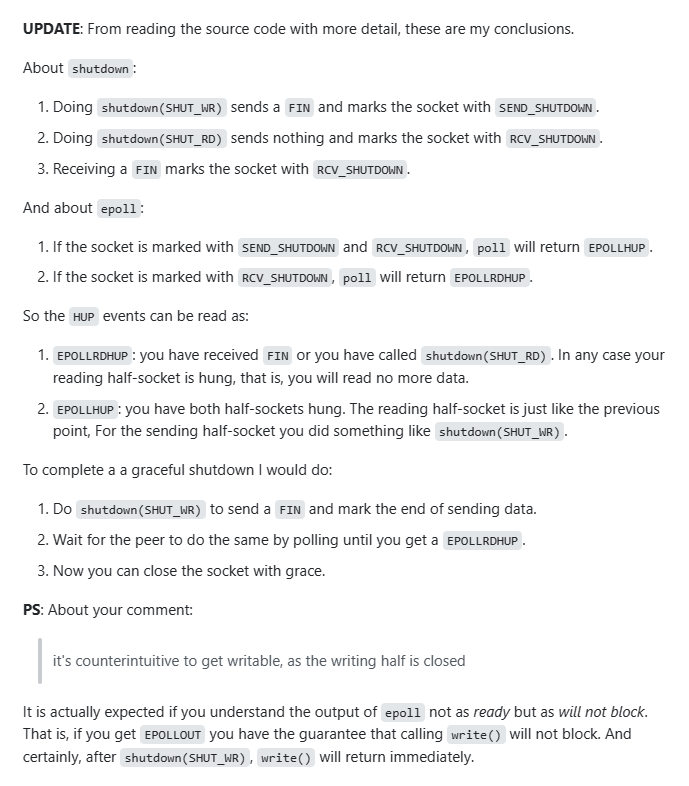 UPDATE: From reading the source code with more detail, these are my conclusions.
About shutdown:
1. Doing shutdown(SHUT_WR) sends a FIN and marks the socket with SEND_SHUTDOWN.
2. Doing shutdown(SHUT_RD) sends nothing and marks the socket with RCV_SHUTDOWN.
3. Receiving a FIN marks the socket with RCV_SHUTDOWN.
And about epoll:
1. If the socket is marked with SEND_SHUTDOWN and RCV_SHUTDOWN, poll will return EPOLLHUP.
2. If the socket is marked with RCV_SHUTDOWN, poll will return EPOLLRDHUP.
So the HUP events can be read as:
1. EPOLLRDHUP: you have received FIN or you have called shutdown(SHUT_RD). In any case your
reading half-socket is hung, that is, you will read no more data.
2. EPOLLHUP: you have both half-sockets hung. The reading half-socket is just like the previous
point, For the sending half-socket you did something like shutdown(SHUT_WR).
To complete a a graceful shutdown I would do:
1. Do shutdown(SHUT_WR) to send a FIN and mark the end of sending data.
2. Wait for the peer to do the same by polling until you get a EPOLLRDHUP.
3. Now you can close the socket with grace.
PS: About your comment:
it's counterintuitive to get writable, as the writing half is closed
It is actually expected if you understand the output of epoll not as ready but as will not block.
That is, if you get EPOLLOUT you have the guarantee that calling write() will not block. And
certainly, after shutdown(SHUT_WR), write() will return immediately.